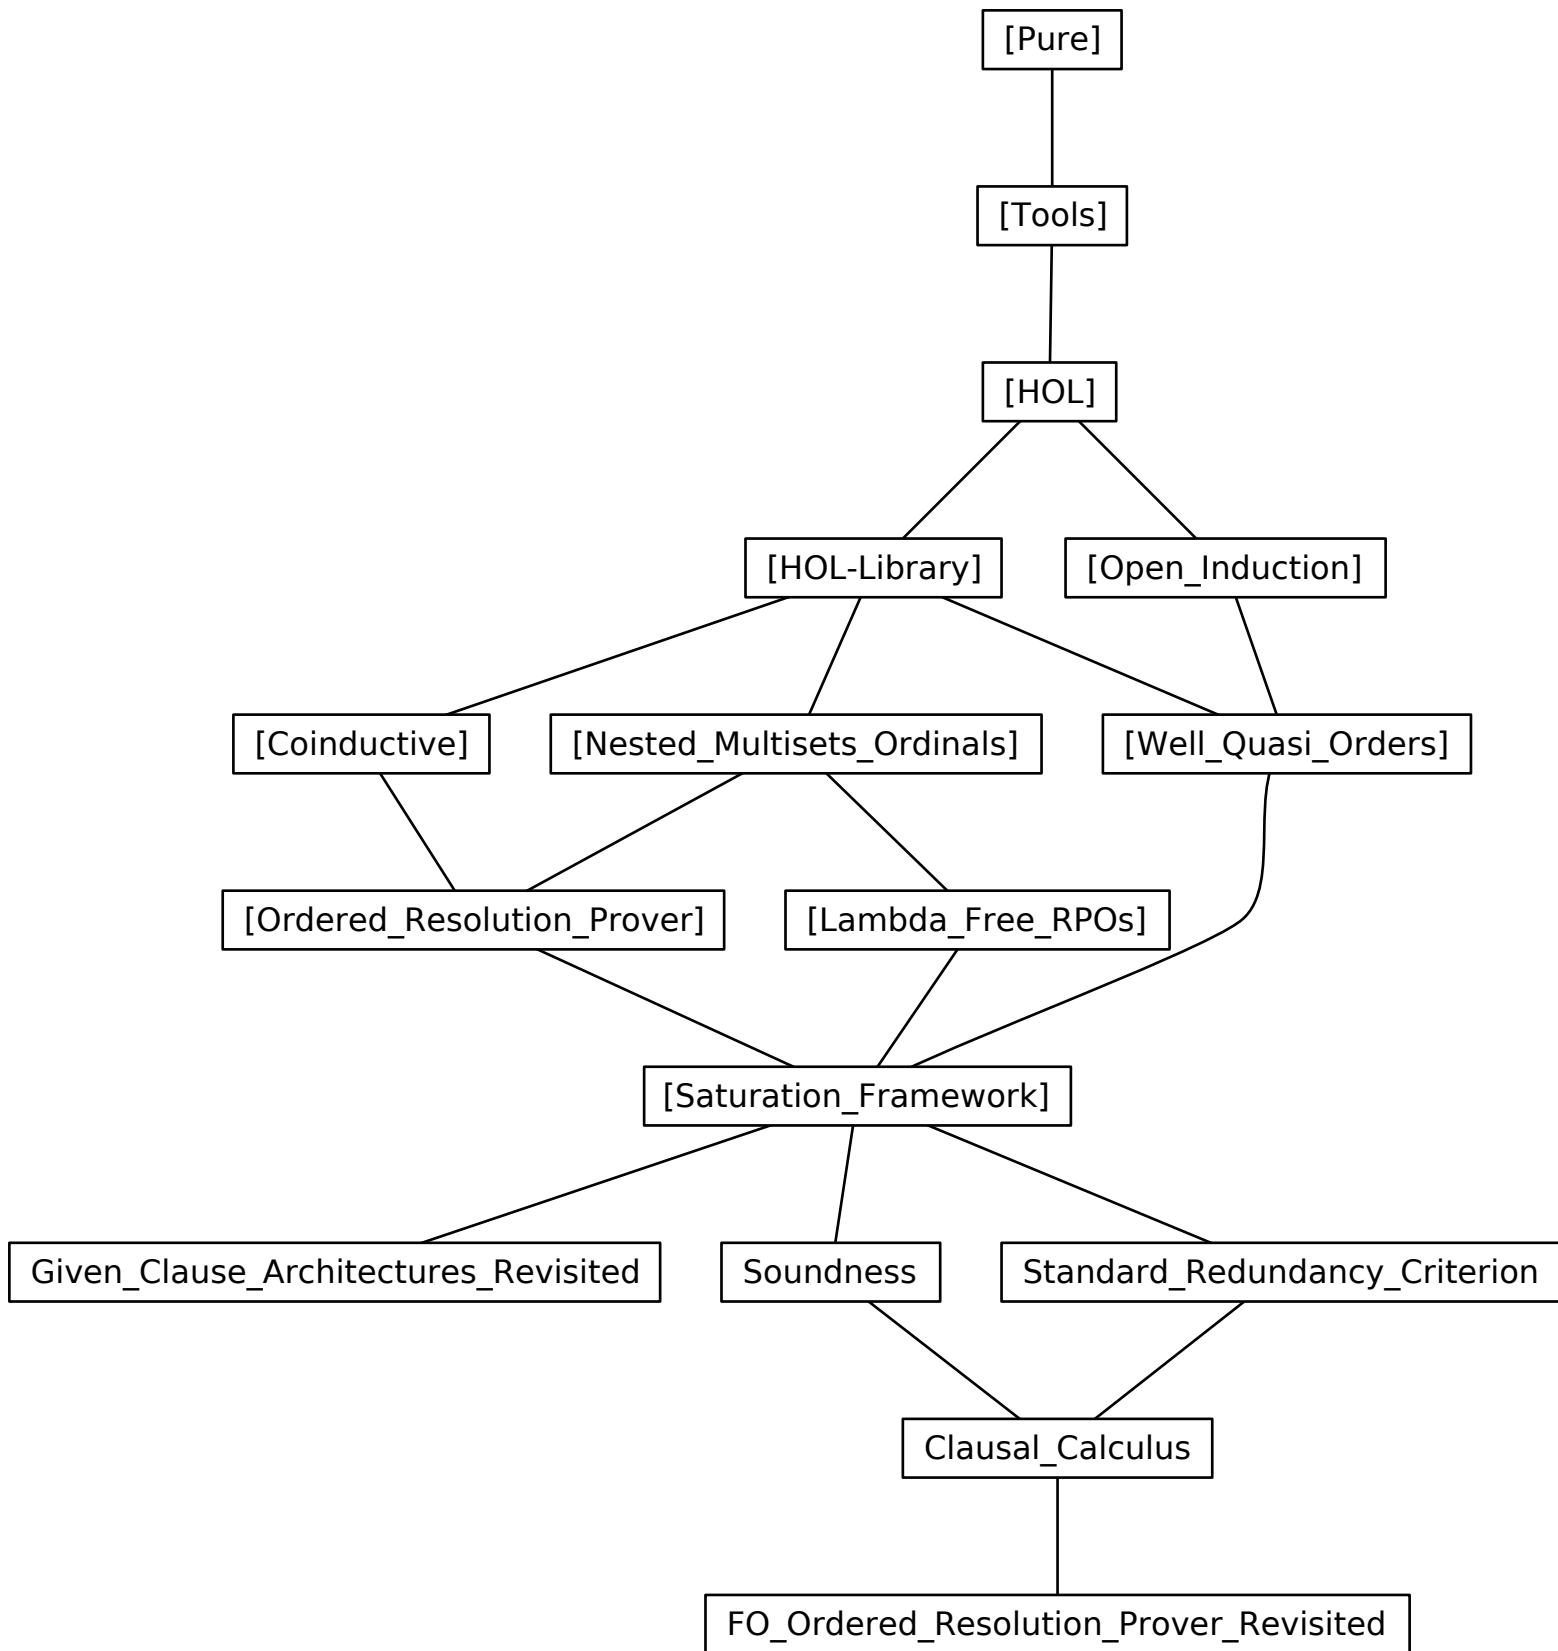 [Pure]
[Tools]
[HOL]
[HOL-Library]
[Open_Induction]
[Coinductive]
[Nested_Multisets_Ordinals]
[Well_Quasi_Orders]
[Ordered_Resolution_Prover]
[Lambda_Free_RPOs]
[Saturation_Framework]
Given_Clause_Architectures_Revisited
Soundness
Standard_Redundancy_Criterion
Clausal_Calculus
FO_Ordered_Resolution_Prover_Revisited